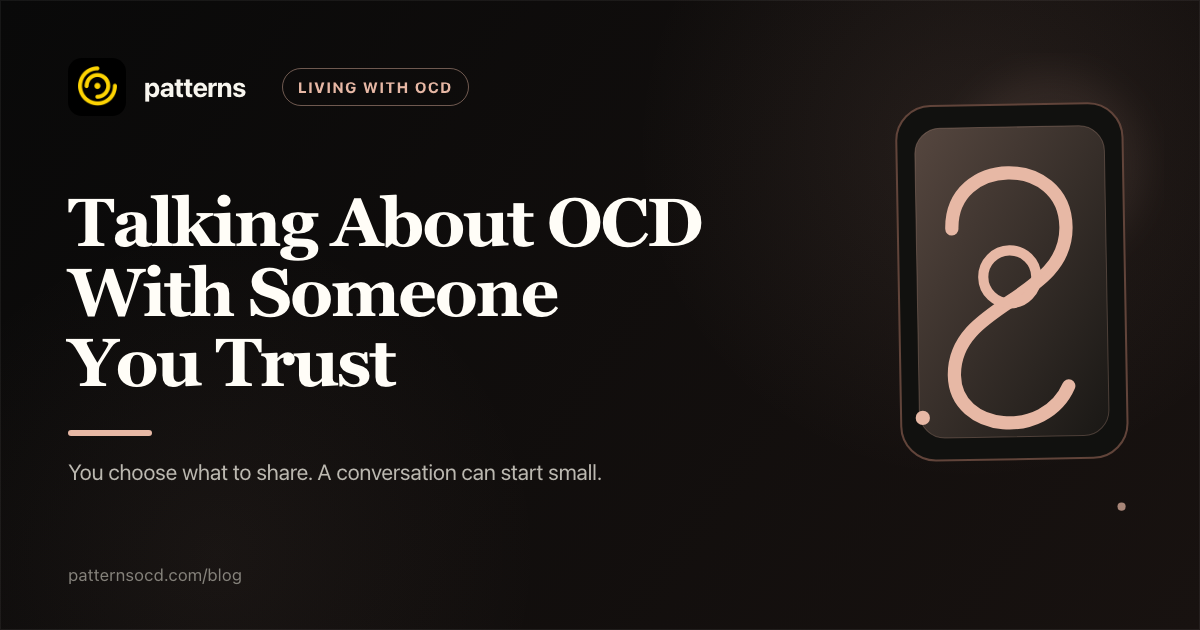 patterns
LIVING WITH OCD
Talking About OCD
With Someone
You Trust
You choose what to share. A conversation can start small.
patternsocd.com/blog